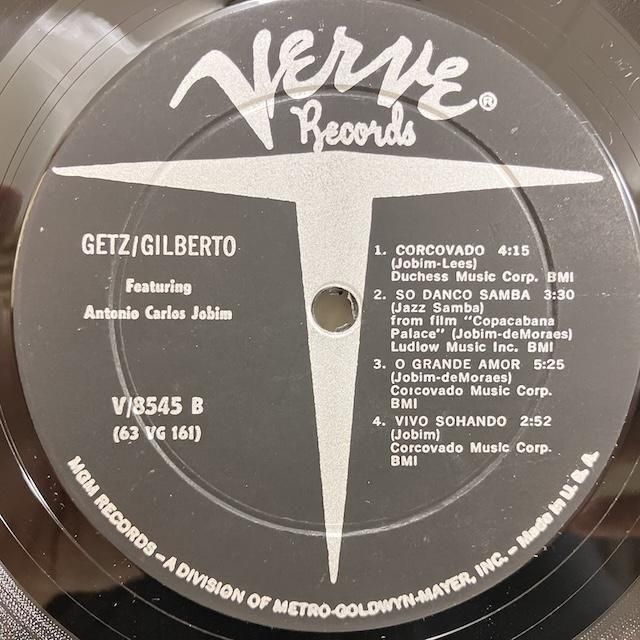 Verve®
Records
GETZ/GILBERTO
Featuring
Antonio Carlos Jobim
V/8545 B
(63 VG 161)
1. CORCOVADO 4:15
(Jobim-Lees)
Duchess Music Corp. BMI
2. SO DANCO SAMBA 3:30
(Jazz Samba)
from film "Copacabana
Palace" (Jobim-deMoraes)
Ludlow Music Inc. BMI
3. O GRANDE AMOR 5:25
(Jobim-deMoraes)
Corcovado Music Corp.
BMI
4. VIVO SOHANDO 2:52
(Jobim)
Corcovado Music Corp.
BMI
MGM RECORDS – A DIVISION OF METRO-GOLDWYN-MAYER, INC. – Made in U. S. A.